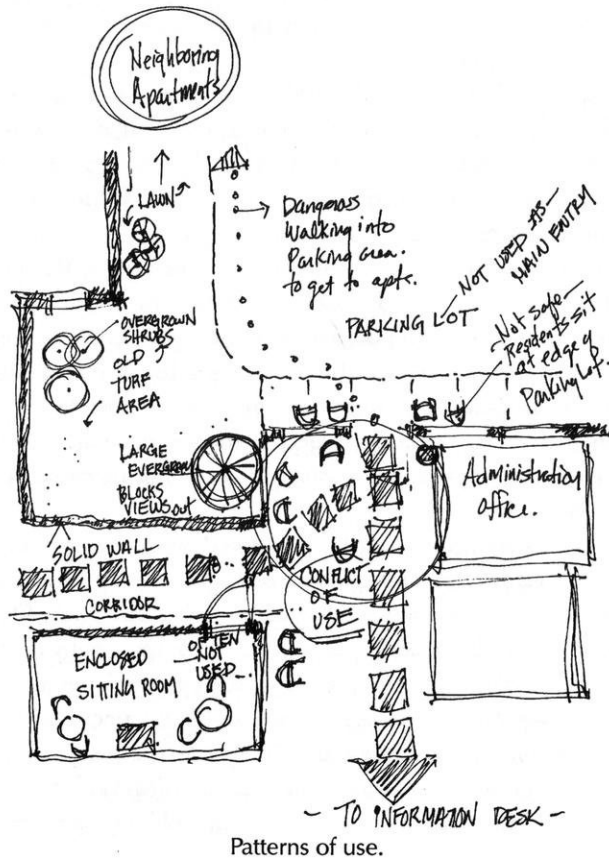 Neighboring
Apartments
LAWN
Dangerous
Walking into
Parking area.
to get to apts.
NOT USED AS
MAIN ENTRY
PARKING LOT
Not safe
Residents sit
at edge of
Parking Lot.
OVERGROWN
SHRUBS
OLD
TURF
AREA
LARGE
EVERGREEN
BLOCKS
VIEWS OUT
Administration
Office.
SOLID WALL
CORRIDOR
CONFLICT
OF
USE
ENCLOSED
SITTING ROOM
OFTEN
NOT
USED
- TO INFORMATION DESK -
Patterns of use.